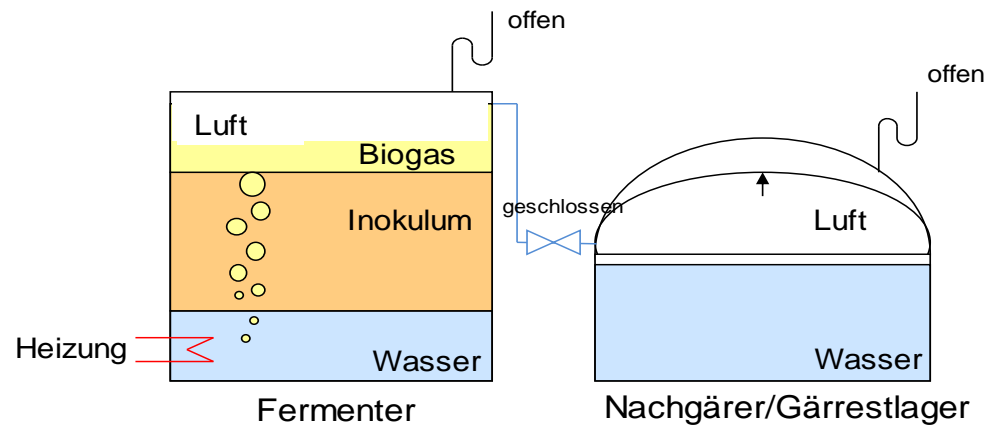 offen
offen
Luft
Biogas
geschlossen
Inokulum
Luft
Heizung
Wasser
Wasser
Fermenter
Nachgärer/Gärrestlager